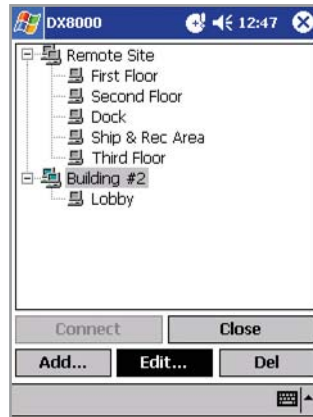 DX8000 12:47
Remote Site
First Floor
Second Floor
Dock
Ship & Rec Area
Third Floor
Building #2
Lobby
Connect Close
Add... Edit... Del